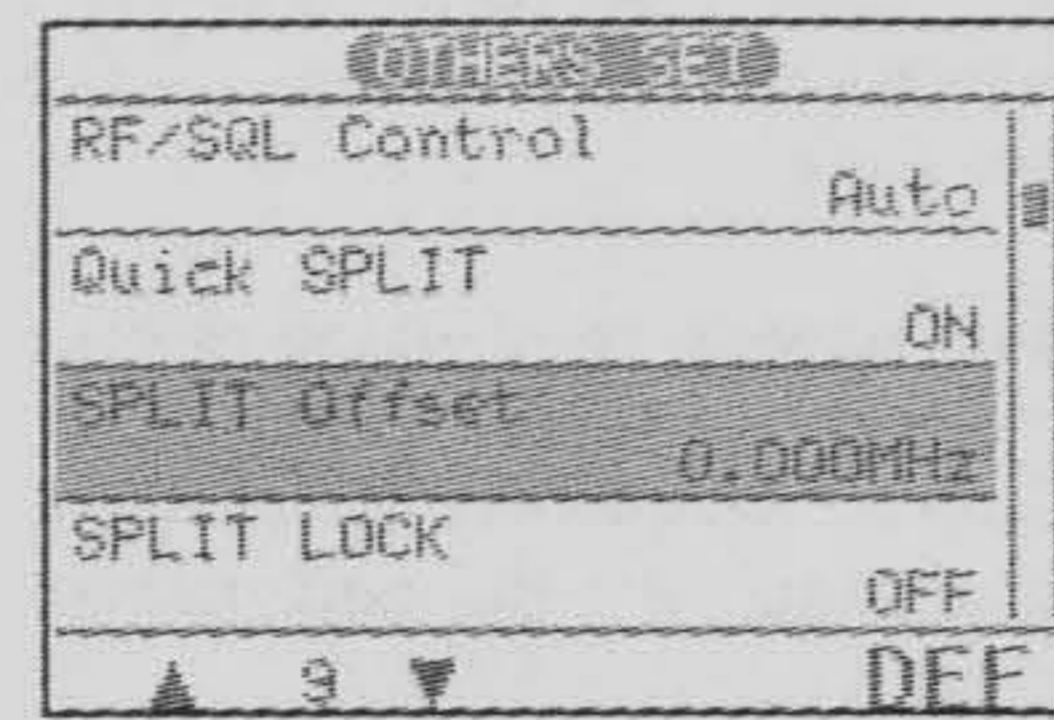 OTHERS SET
RF/SQL Control
Auto
Quick SPLIT
ON
SPLIT Offset
0.000MHz
SPLIT LOCK
OFF
▲ 9 ▼ DEF